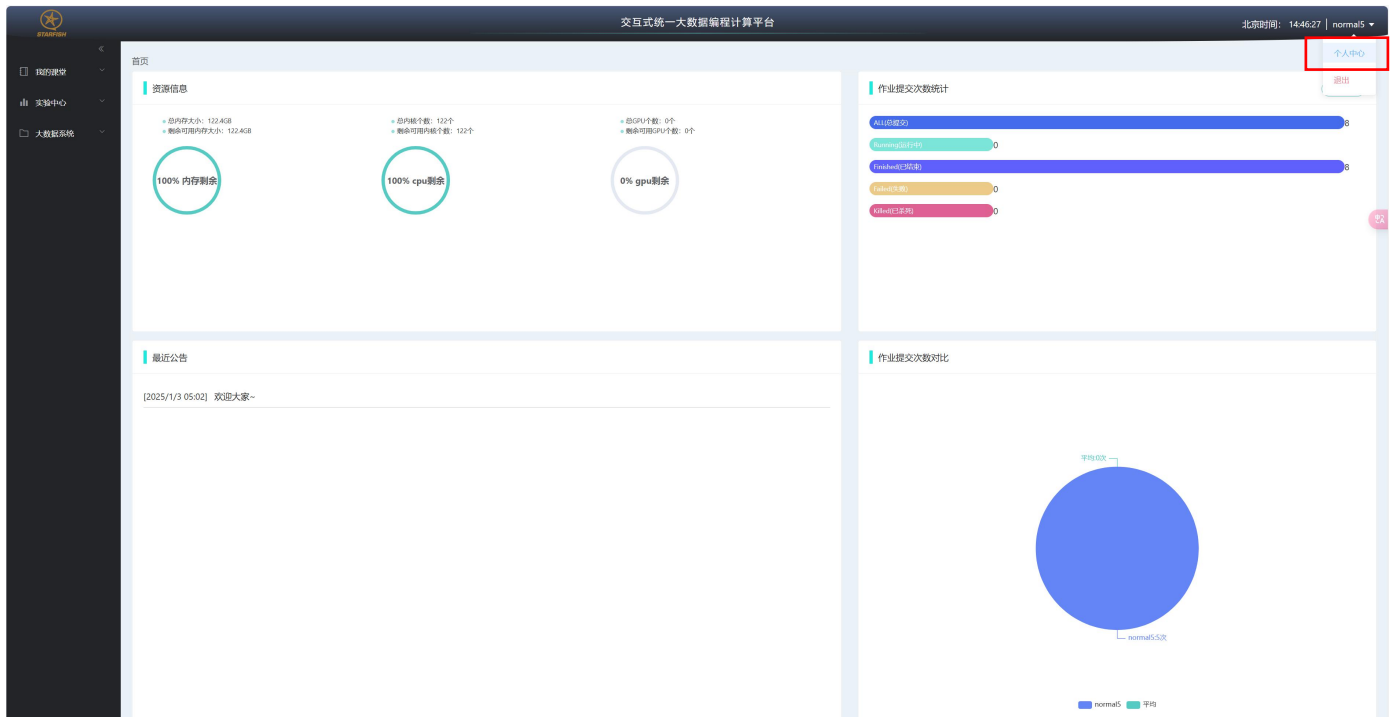 STARFISH
交互式统一大数据编程计算平台
北京时间： 14:46:27 | normal5
个人中心
退出
我的课堂
实验中心
大数据系统
首页
资源信息
总内存大小：122.4GB
剩余可用内存大小：122.4GB
总内核个数：122个
剩余可用内核个数：122个
总GPU个数：0个
剩余可用GPU个数：0个
100% 内存剩余
100% cpu剩余
0% gpu剩余
作业提交次数统计
ALL(总提交) 8
Running(运行中) 0
Finished(已结束) 8
Failed(失败) 0
Killed(已杀死) 0
最近公告
[2025/1/3 05:02] 欢迎大家~
作业提交次数对比
平均:0次
normal5:5次
normal5 平均